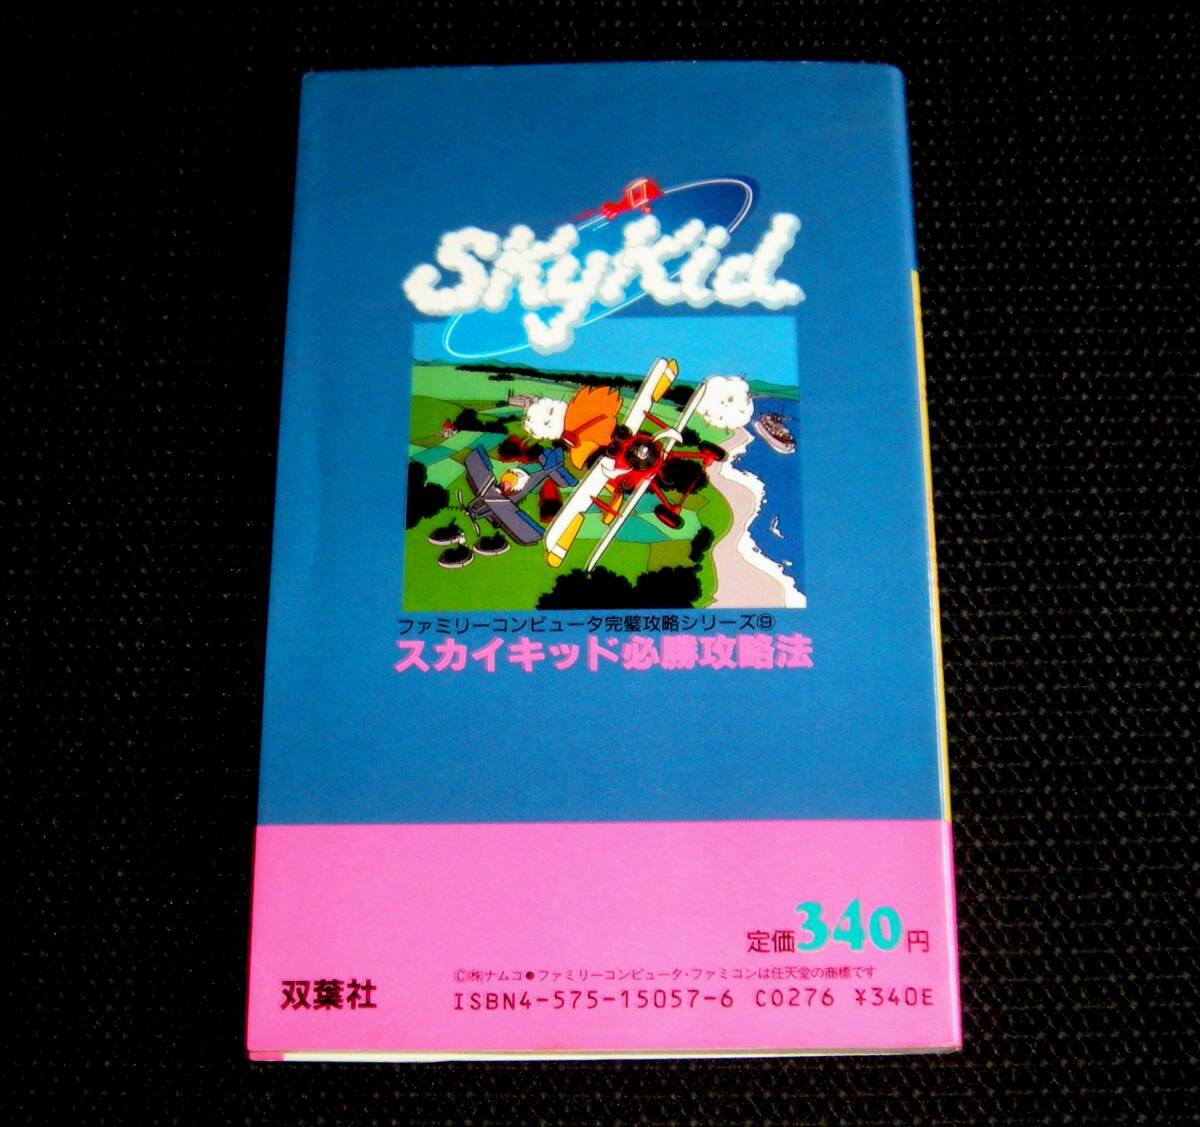 SkyKid
ファミリーコンピュータ完璧攻略シリーズ⑨
スカイキッド必勝攻略法
定価340円
©㈱ナムコ●ファミリーコンピュータ・ファミコンは任天堂の商標です
双葉社
ISBN4-575-15057-6 C0276 ¥340E